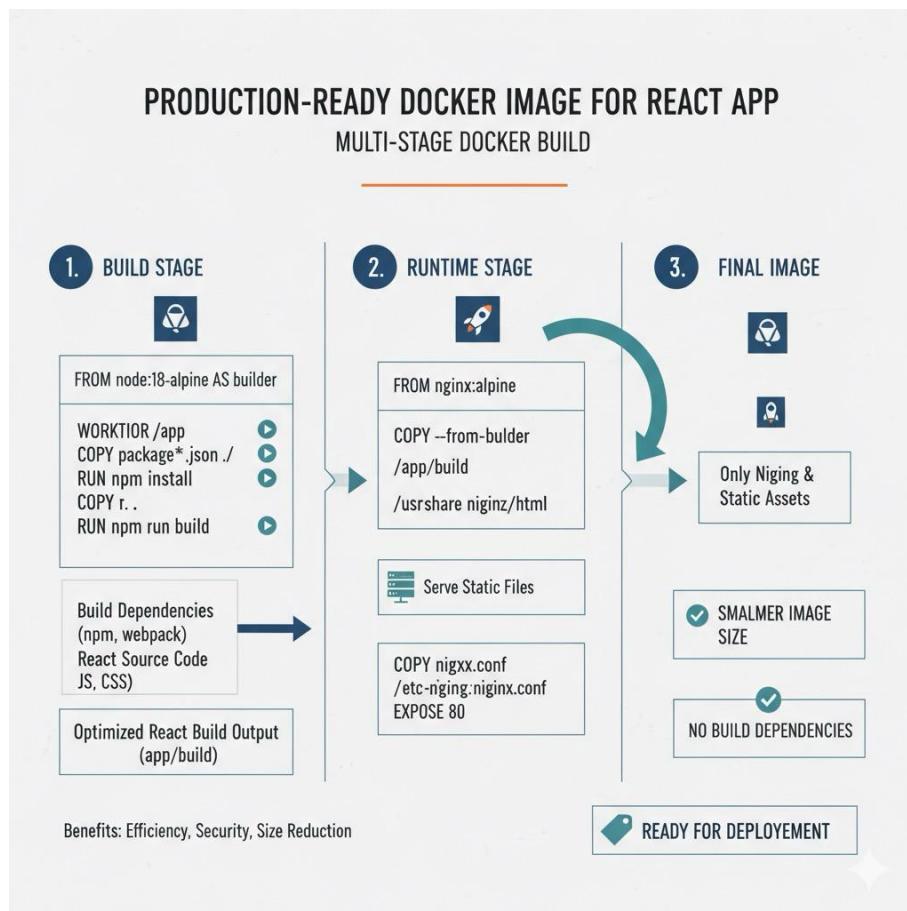 PRODUCTION-READY DOCKER IMAGE FOR REACT APP
MULTI-STAGE DOCKER BUILD
1. BUILD STAGE
FROM node:18-alpine AS builder
WORKTIOR /app
COPY package*.json ./
RUN npm install
COPY r. .
RUN npm run build
Build Dependencies
(npm, webpack)
React Source Code
JS, CSS)
Optimized React Build Output
(app/build)
2. RUNTIME STAGE
FROM nginx:alpine
COPY --from-bulder
/app/build
/usrshare niginz/html
Serve Static Files
COPY nigxx.conf
/etc-niging:niginx.conf
EXPOSE 80
3. FINAL IMAGE
Only Niging &
Static Assets
SMALMER IMAGE
SIZE
NO BUILD DEPENDENCIES
Benefits: Efficiency, Security, Size Reduction
READY FOR DEPLOYEMENT